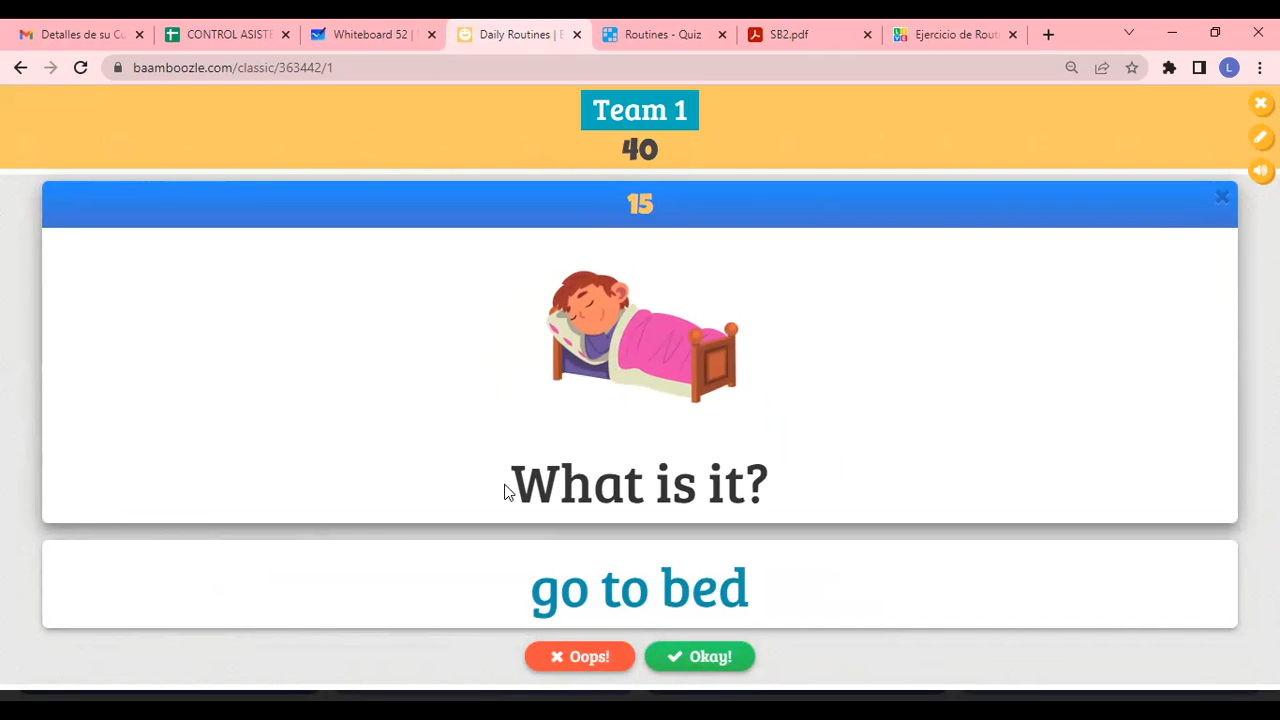 Detalles de su Cu
CONTROL ASISTE
Whiteboard 52 |
Daily Routines | B
Routines - Quiz
SB2.pdf
Ejercicio de Rout
baamboozle.com/classic/363442/1
L
Team 1
40
15
What is it?
go to bed
Oops!
Okay!